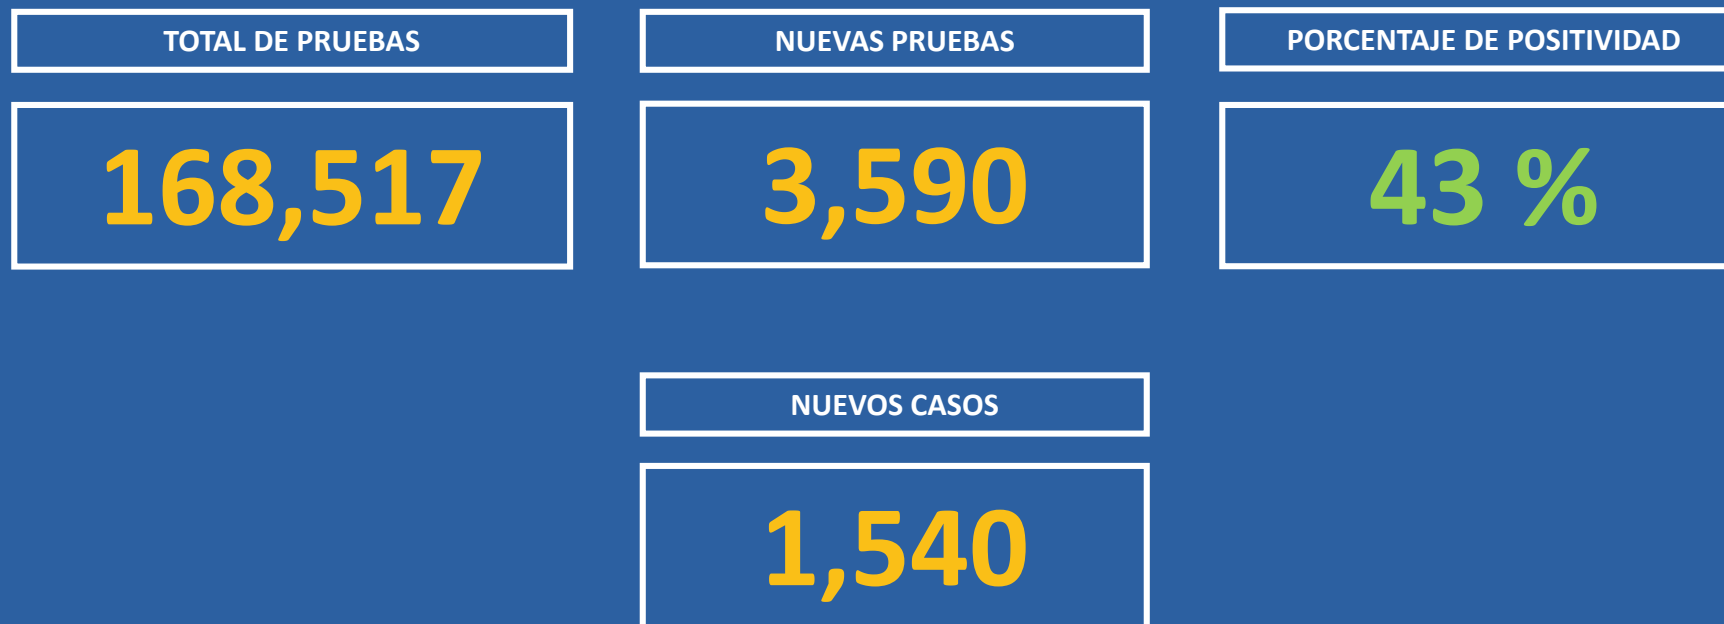 TOTAL DE PRUEBAS
168,517
NUEVAS PRUEBAS
3,590
PORCENTAJE DE POSITIVIDAD
43 %
NUEVOS CASOS
1,540